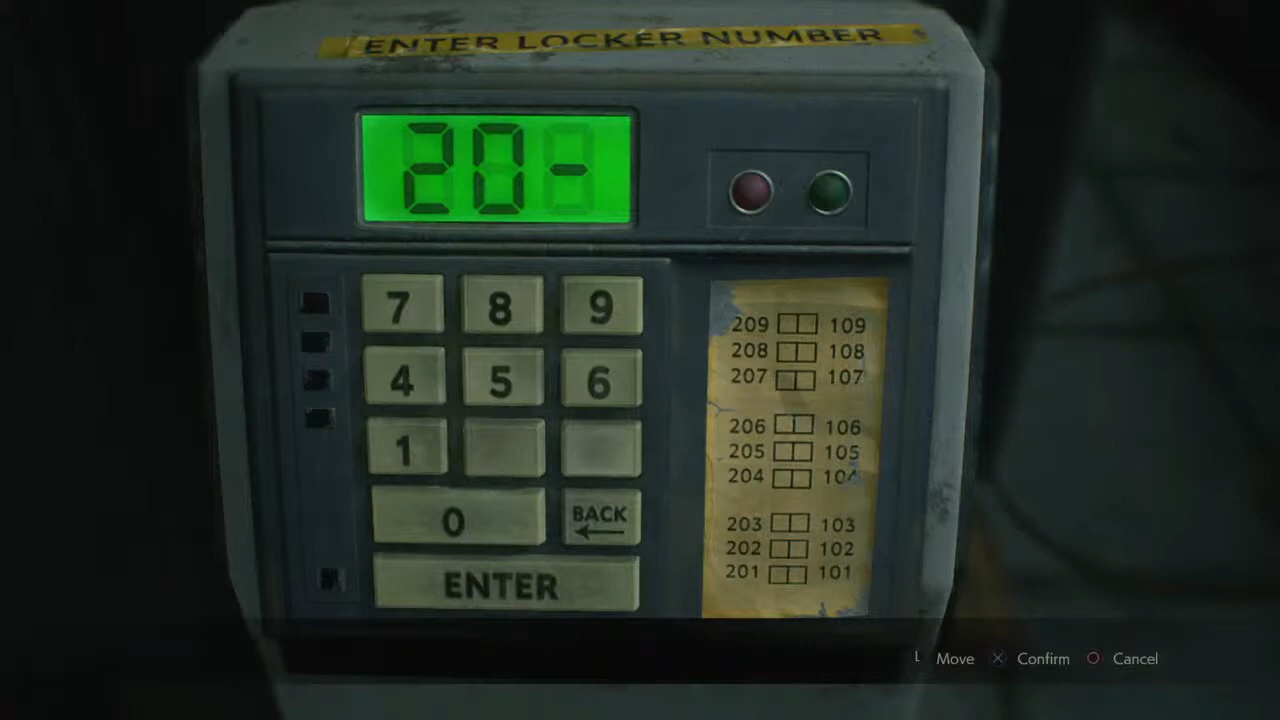 ENTER LOCKER NUMBER
20-
7 8 9
4 5 6
1
0 BACK
ENTER
209 109
208 108
207 107
206 106
205 105
204 104
203 103
202 102
201 101
L Move Confirm Cancel